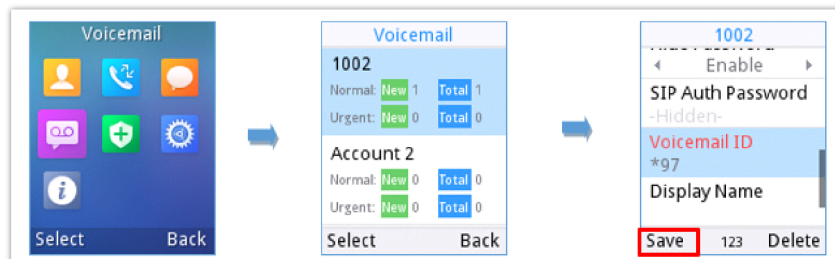 Voicemail
Select Back
Voicemail
1002
Normal: New 1 Total 1
Urgent: New 0 Total 0
Account 2
Normal: New 0 Total 0
Urgent: New 0 Total 0
Select Back
1002
Enable
SIP Auth Password
-Hidden-
Voicemail ID
*97
Display Name
Save 123 Delete